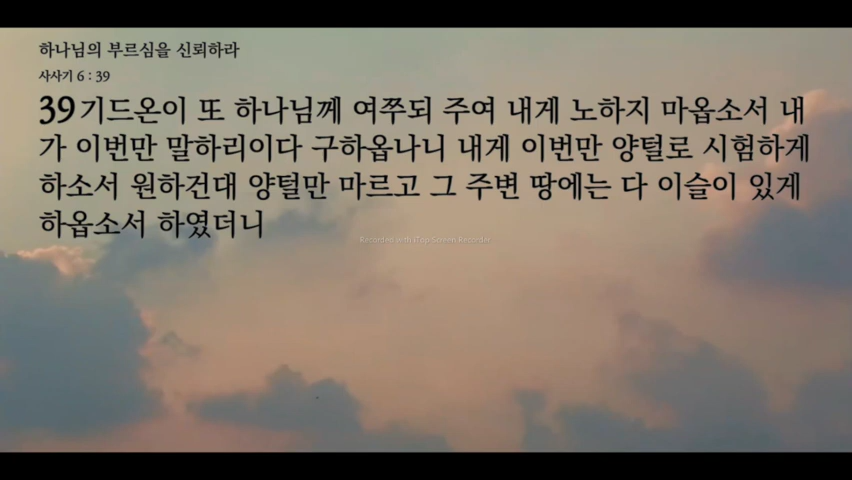 하나님의 부르심을 신뢰하라
사사기 6 : 39
39 기드온이 또 하나님께 여쭈되 주여 내게 노하지 마옵소서 내
가 이번만 말하리이다 구하옵나니 내게 이번만 양털로 시험하게
하소서 원하건대 양털만 마르고 그 주변 땅에는 다 이슬이 있게
하옵소서 하였더니
Recorded with iTop Screen Recorder